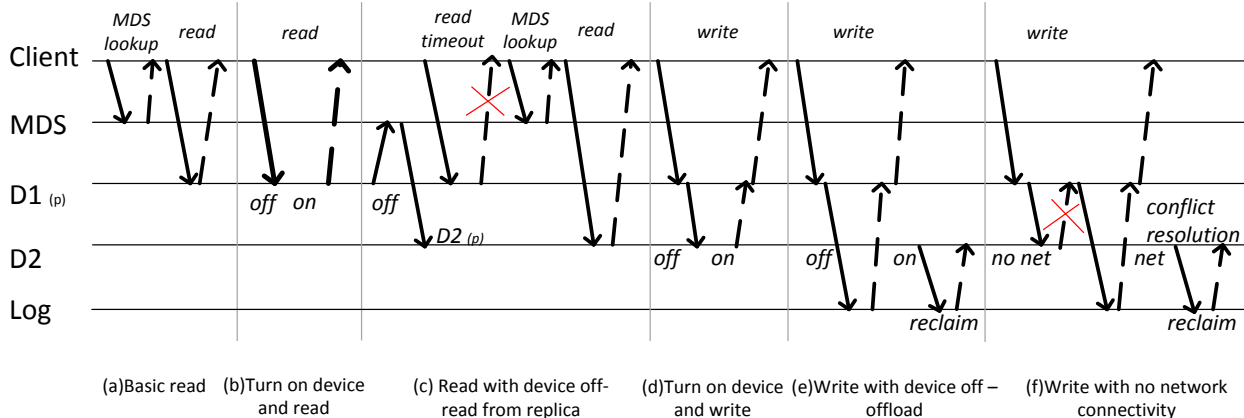 MDS
lookup
read
read
read
timeout
MDS
lookup
read
write
write
write
Client
MDS
D1 (p)
off on
off
D2 (p)
off on
off
on
no net
net
conflict
resolution
D2
Log
reclaim
reclaim
(a)Basic read
(b)Turn on device
and read
(c) Read with device off-
read from replica
(d)Turn on device
and write
(e)Write with device off –
offload
(f)Write with no network
connectivity